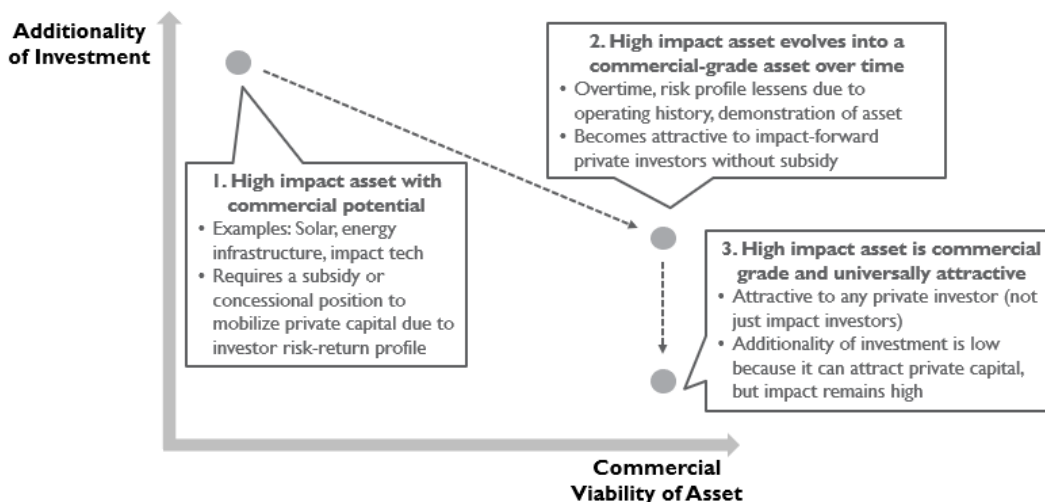 Additionality
of Investment
2. High impact asset evolves into a
commercial-grade asset over time
• Overtime, risk profile lessens due to
operating history, demonstration of asset
• Becomes attractive to impact-forward
private investors without subsidy
1. High impact asset with
commercial potential
• Examples: Solar, energy
infrastructure, impact tech
• Requires a subsidy or
concessional position to
mobilize private capital due to
investor risk-return profile
3. High impact asset is commercial
grade and universally attractive
• Attractive to any private investor (not
just impact investors)
• Additionality of investment is low
because it can attract private capital,
but impact remains high
Commercial
Viability of Asset